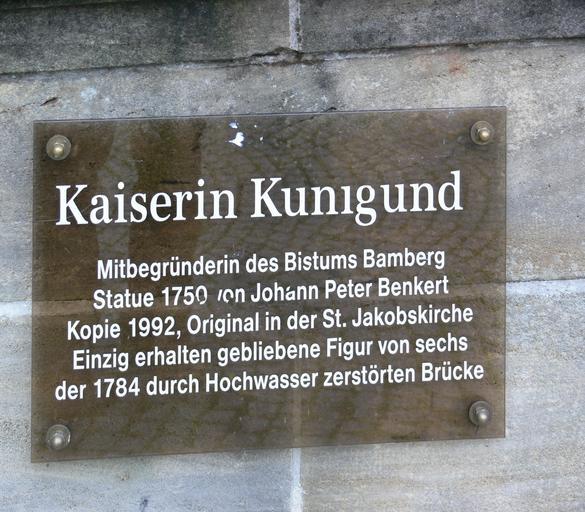 Kaiserin Kunigund
Mitbegründerin des Bistums Bamberg
Statue 1750 von Johann Peter Benkert
Kopie 1992, Original in der St. Jakobskirche
Einzig erhalten gebliebene Figur von sechs
der 1784 durch Hochwasser zerstörten Brücke